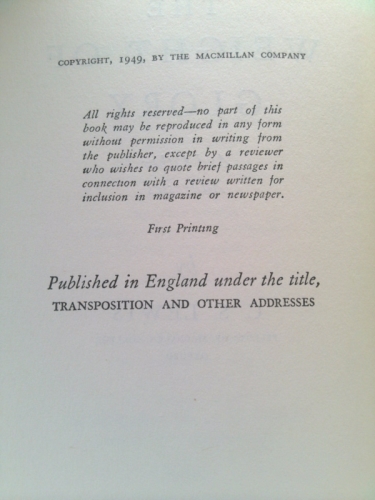 COPYRIGHT, 1949, BY THE MACMILLAN COMPANY
All rights reserved—no part of this
book may be reproduced in any form
without permission in writing from
the publisher, except by a reviewer
who wishes to quote brief passages in
connection with a review written for
inclusion in magazine or newspaper.
First Printing
Published in England under the title,
TRANSPOSITION AND OTHER ADDRESSES